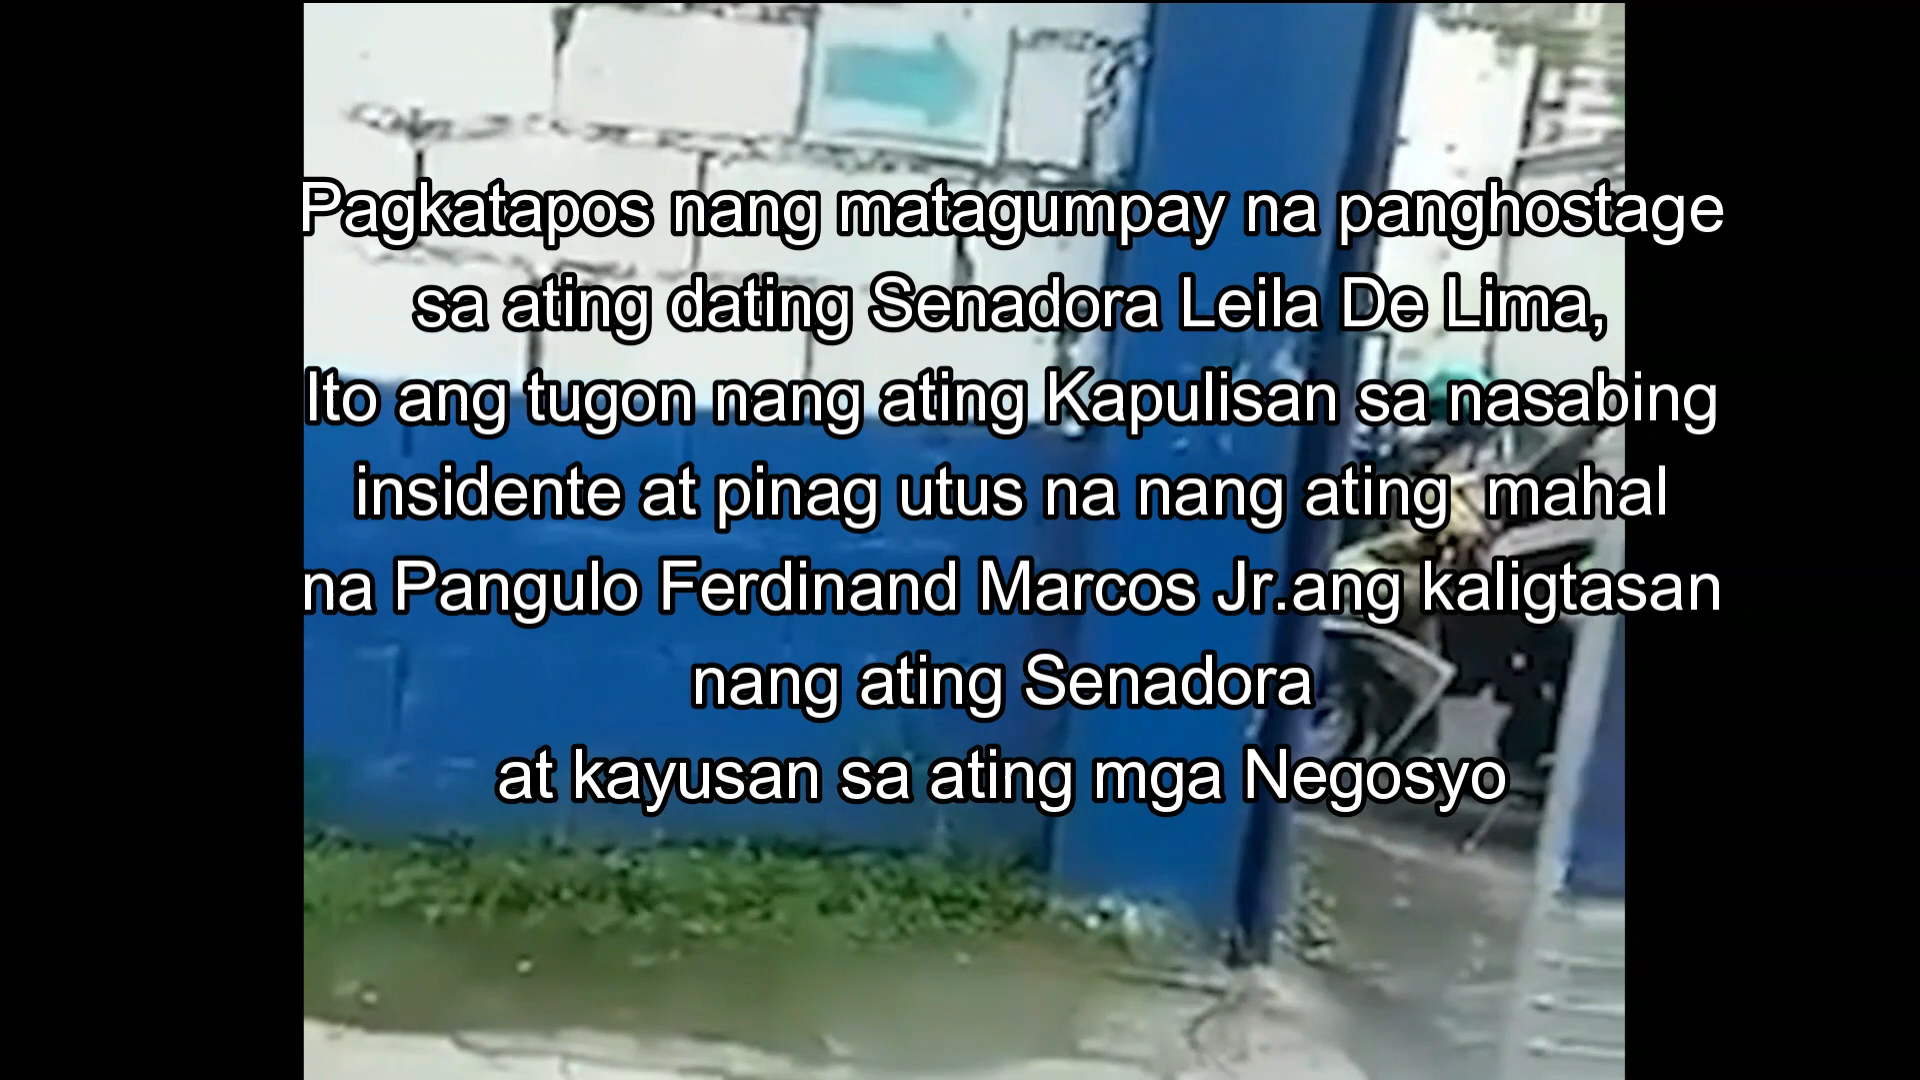 Pagkatapos nang matagumpay na panghostage
sa ating dating Senadora Leila De Lima,
Ito ang tugon nang ating Kapulisan sa nasabing
insidente at pinag utus na nang ating  mahal
na Pangulo Ferdinand Marcos Jr.ang kaligtasan
nang ating Senadora
at kayusan sa ating mga Negosyo